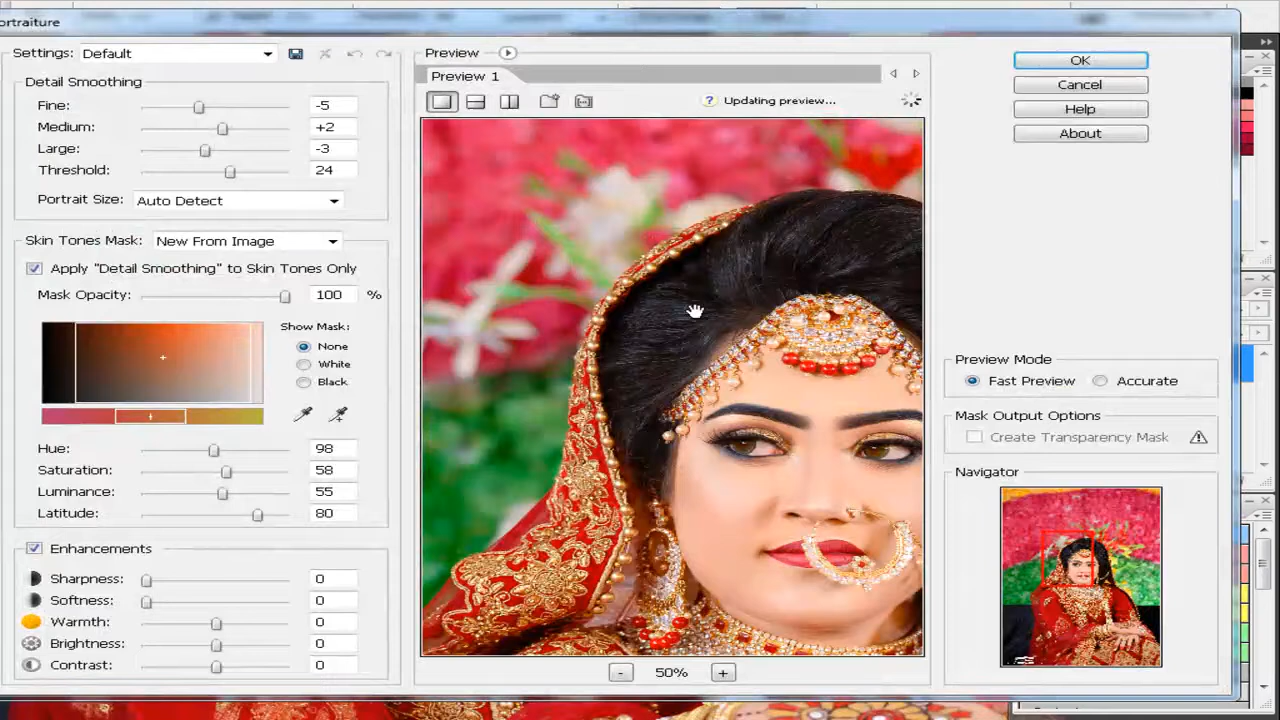 ortraiture
Settings: Default
Detail Smoothing
Fine: -5
Medium: +2
Large: -3
Threshold: 24
Portrait Size: Auto Detect
Skin Tones Mask: New From Image
Apply "Detail Smoothing" to Skin Tones Only
Mask Opacity: 100 %
Show Mask:
None
White
Black
Hue: 98
Saturation: 58
Luminance: 55
Latitude: 80
Enhancements
Sharpness: 0
Softness: 0
Warmth: 0
Brightness: 0
Contrast: 0
Preview
Preview 1
? Updating preview...
- 50% +
OK
Cancel
Help
About
Preview Mode
Fast Preview Accurate
Mask Output Options
Create Transparency Mask
Navigator